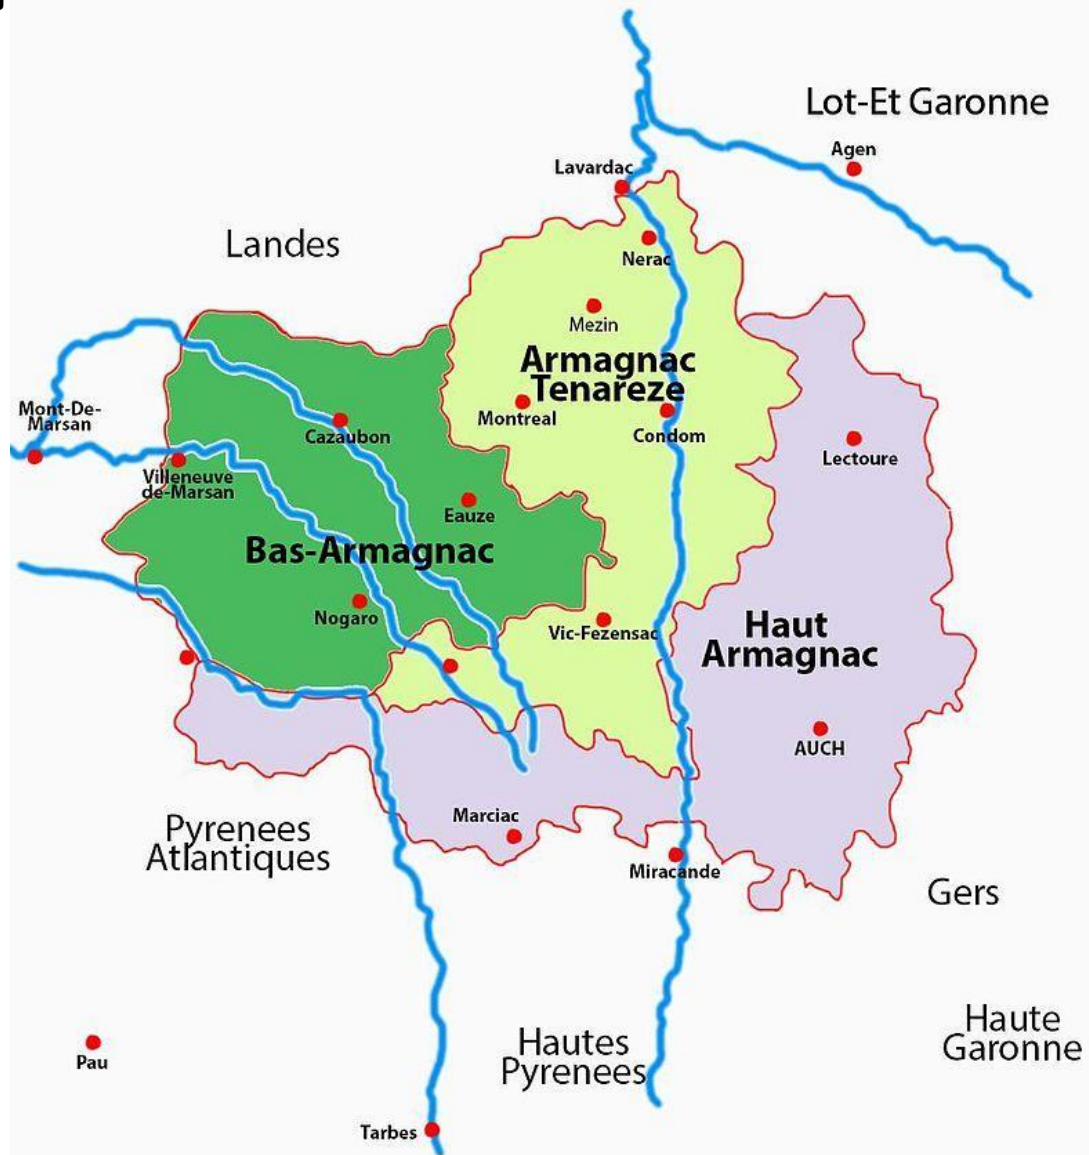 Lot-Et Garonne
Agen
Lavardac
Landes
Nerac
Mezin
Armagnac
Tenareze
Mont-De-
Marsan
Montreal
Cazaubon
Condom
Lectoure
Villeneuve
de-Marsan
Eauze
Bas-Armagnac
Nogaro
Vic-Fezensac
Haut
Armagnac
AUCH
Marciac
Pyrenees
Atlantiques
Miracande
Gers
Haute
Garonne
Hautes
Pyrenees
Pau
Tarbes